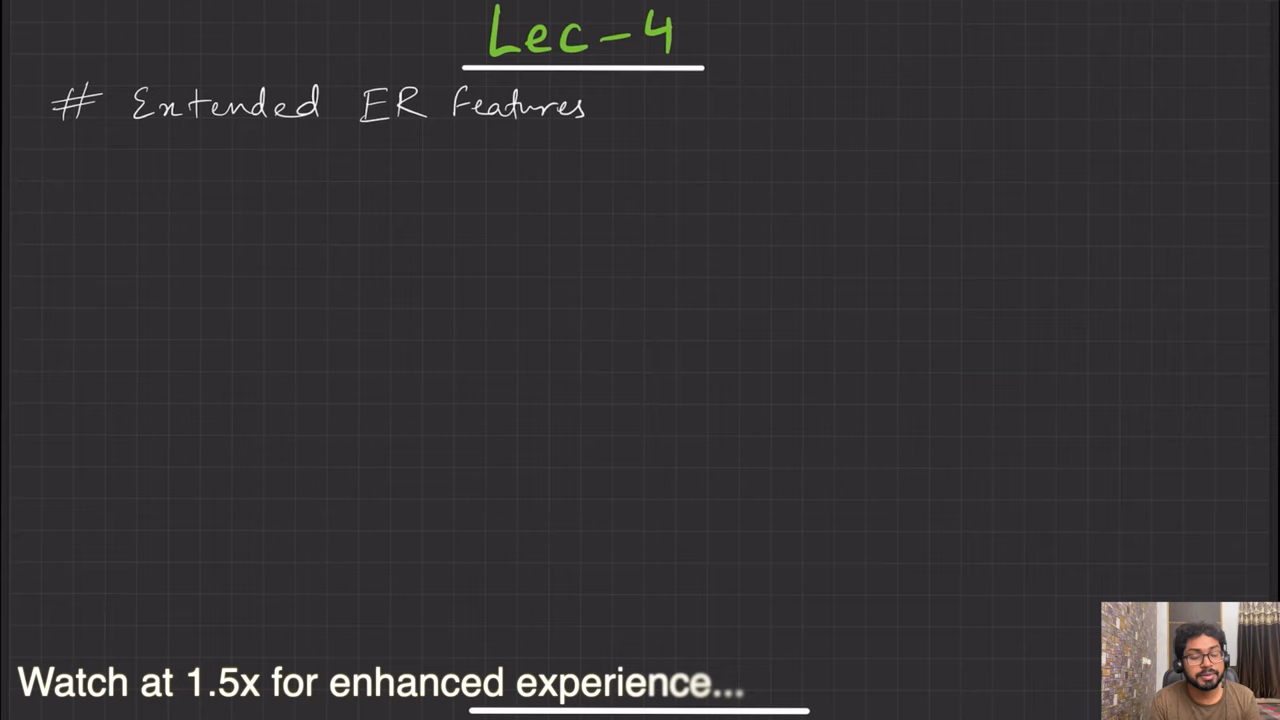 Lec-4
# Extended ER features
Watch at 1.5x for enhanced experience...